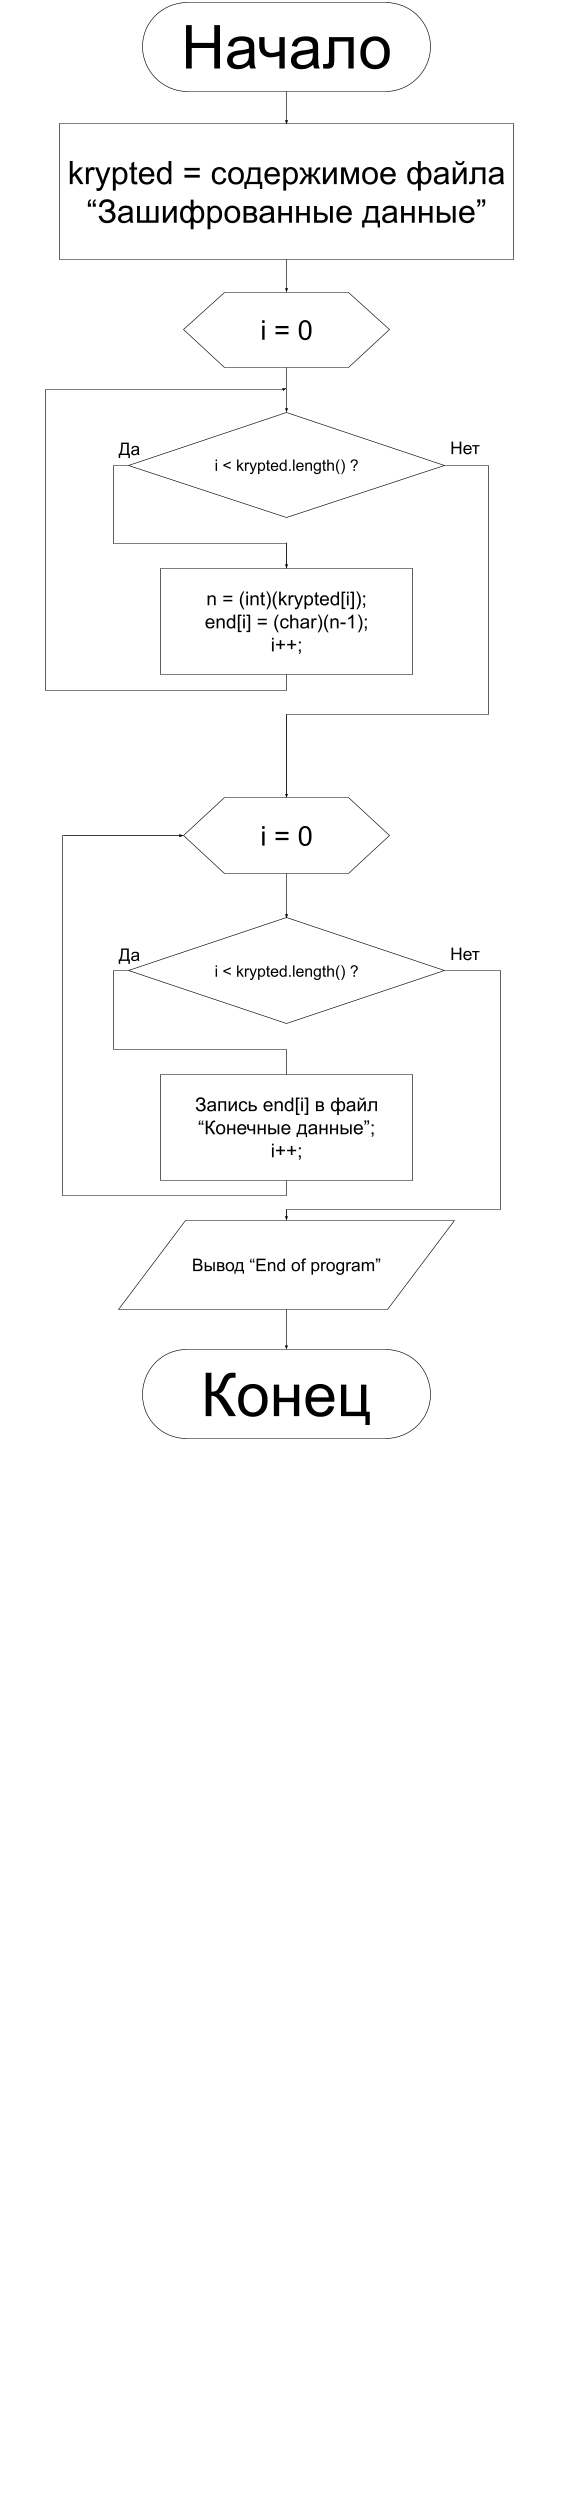 Начало
krypted = содержимое файла
“Зашифрованные данные”
i = 0
Да
Нет
i < krypted.length() ?
n = (int)(krypted[i]);
end[i] = (char)(n-1);
i++;
i = 0
Да
Нет
i < krypted.length() ?
Запись end[i] в файл
“Конечные данные”;
i++;
Вывод “End of program”
Конец